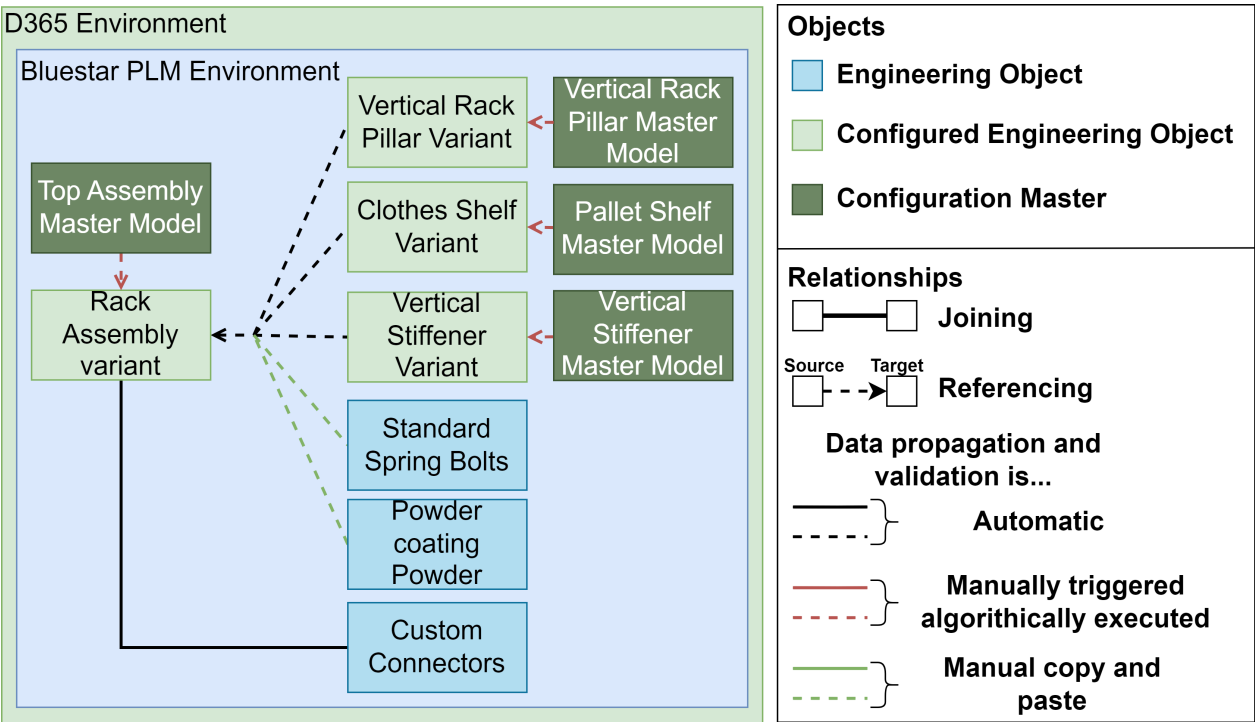 D365 Environment
Bluestar PLM Environment
Top Assembly
Master Model
Rack
Assembly
variant
Vertical Rack
Pillar Variant
Vertical Rack
Pillar Master
Model
Clothes Shelf
Variant
Pallet Shelf
Master Model
Vertical
Stiffener
Variant
Vertical
Stiffener
Master Model
Standard
Spring Bolts
Powder
coating
Powder
Custom
Connectors
Objects
Engineering Object
Configured Engineering Object
Configuration Master
Relationships
Joining
Source Target
Referencing
Data propagation and
validation is...
Automatic
Manually triggered
algorithically executed
Manual copy and
paste